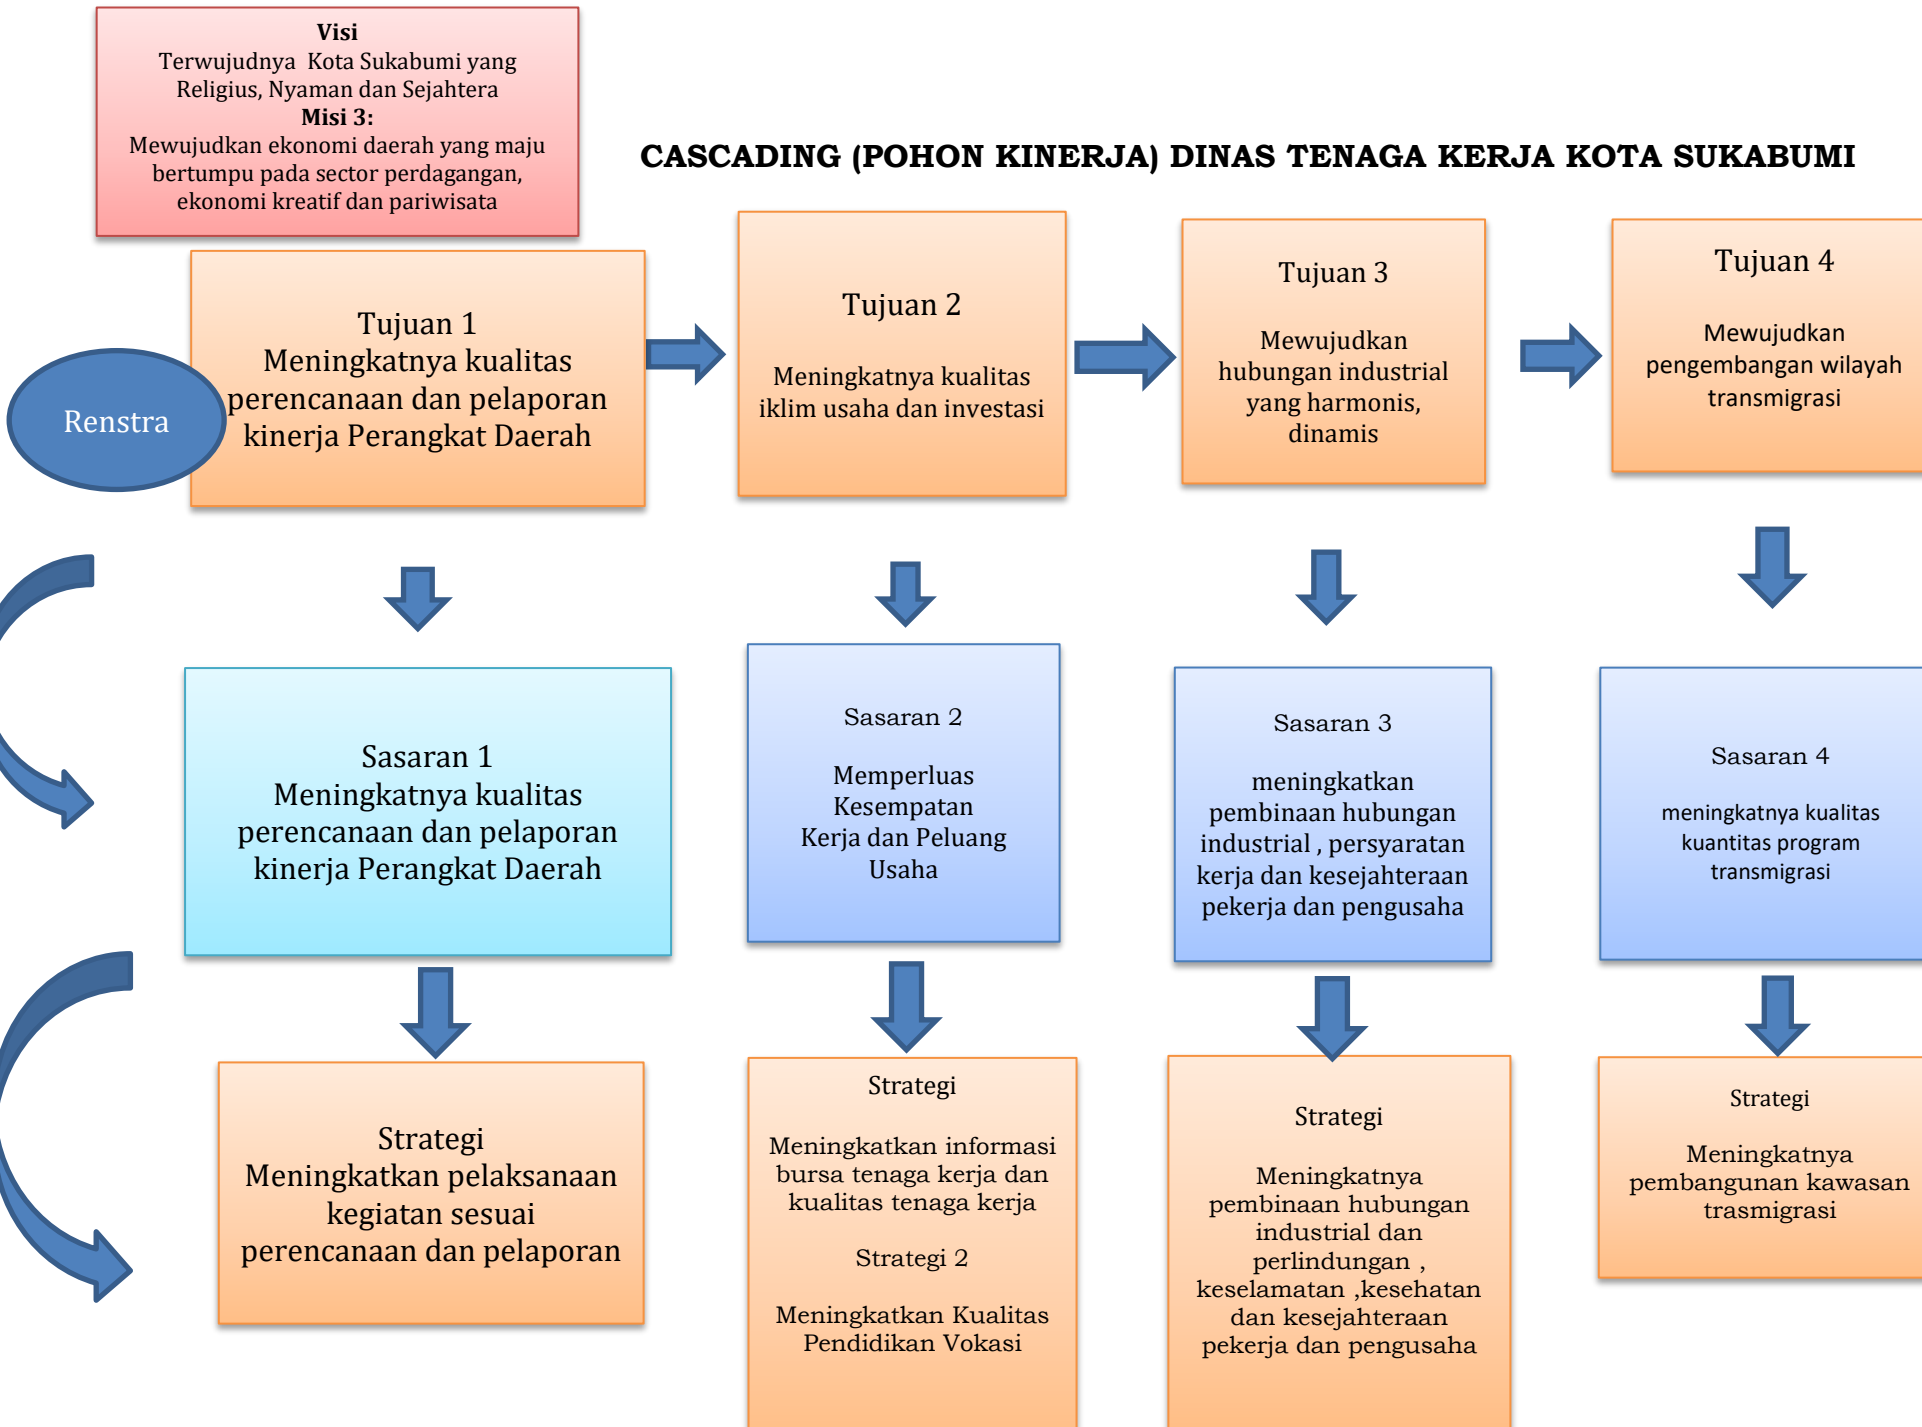 Visi
Terwujudnya Kota Sukabumi yang
Religius, Nyaman dan Sejahtera
Misi 3:
Mewujudkan ekonomi daerah yang maju
bertumpu pada sector perdagangan,
ekonomi kreatif dan pariwisata
CASCADING (POHON KINERJA) DINAS TENAGA KERJA KOTA SUKABUMI
Renstra
Tujuan 1
Meningkatnya kualitas
perencanaan dan pelaporan
kinerja Perangkat Daerah
Tujuan 2
Meningkatnya kualitas
iklim usaha dan investasi
Tujuan 3
Mewujudkan
hubungan industrial
yang harmonis,
dinamis
Tujuan 4
Mewujudkan
pengembangan wilayah
transmigrasi
Sasaran 1
Meningkatnya kualitas
perencanaan dan pelaporan
kinerja Perangkat Daerah
Sasaran 2
Memperluas
Kesempatan
Kerja dan Peluang
Usaha
Sasaran 3
meningkatkan
pembinaan hubungan
industrial , persyaratan
kerja dan kesejahteraan
pekerja dan pengusaha
Sasaran 4
meningkatnya kualitas
kuantitas program
transmigrasi
Strategi
Meningkatkan pelaksanaan
kegiatan sesuai
perencanaan dan pelaporan
Strategi
Meningkatkan informasi
bursa tenaga kerja dan
kualitas tenaga kerja
Strategi 2
Meningkatkan Kualitas
Pendidikan Vokasi
Strategi
Meningkatnya
pembinaan hubungan
industrial dan
perlindungan ,
keselamatan ,kesehatan
dan kesejahteraan
pekerja dan pengusaha
Strategi
Meningkatnya
pembangunan kawasan
trasmigrasi